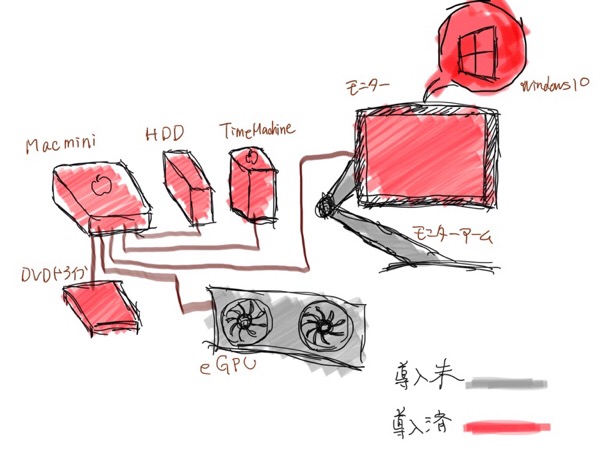 モニター
Windows10
Macmini
HDD
TimeMachine
モニターアーム
DVDドライブ
eGPU
導入未
導入済